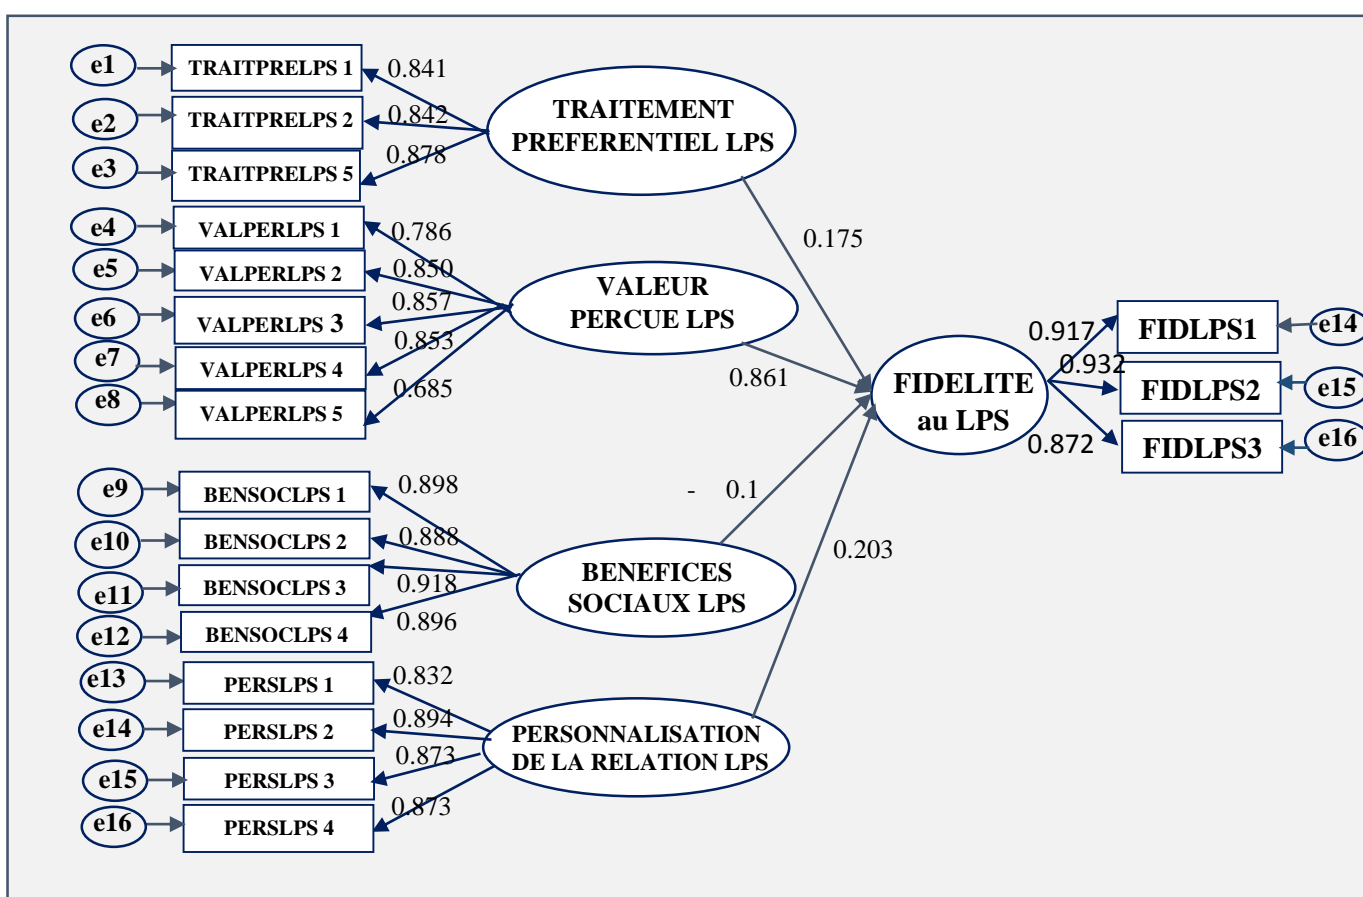 e1
TRAITPRELPS 1
0.841
e2
TRAITPRELPS 2
0.842
e3
TRAITPRELPS 5
0.878
TRAITEMENT
PREFERENTIEL LPS
e4
VALPERLPS 1
0.786
e5
VALPERLPS 2
0.850
e6
VALPERLPS 3
0.857
e7
VALPERLPS 4
0.853
e8
VALPERLPS 5
0.685
VALEUR
PERCUE LPS
0.175
0.861
e9
BENSOCLPS 1
0.898
e10
BENSOCLPS 2
0.888
e11
BENSOCLPS 3
0.918
e12
BENSOCLPS 4
0.896
BENEFICES
SOCIAUX LPS
- 0.1
e13
PERSLPS 1
0.832
e14
PERSLPS 2
0.894
e15
PERSLPS 3
0.873
e16
PERSLPS 4
0.873
PERSONNALISATION
DE LA RELATION LPS
0.203
FIDELITE
au LPS
0.917
FIDLPS1
e14
0.932
FIDLPS2
e15
0.872
FIDLPS3
e16